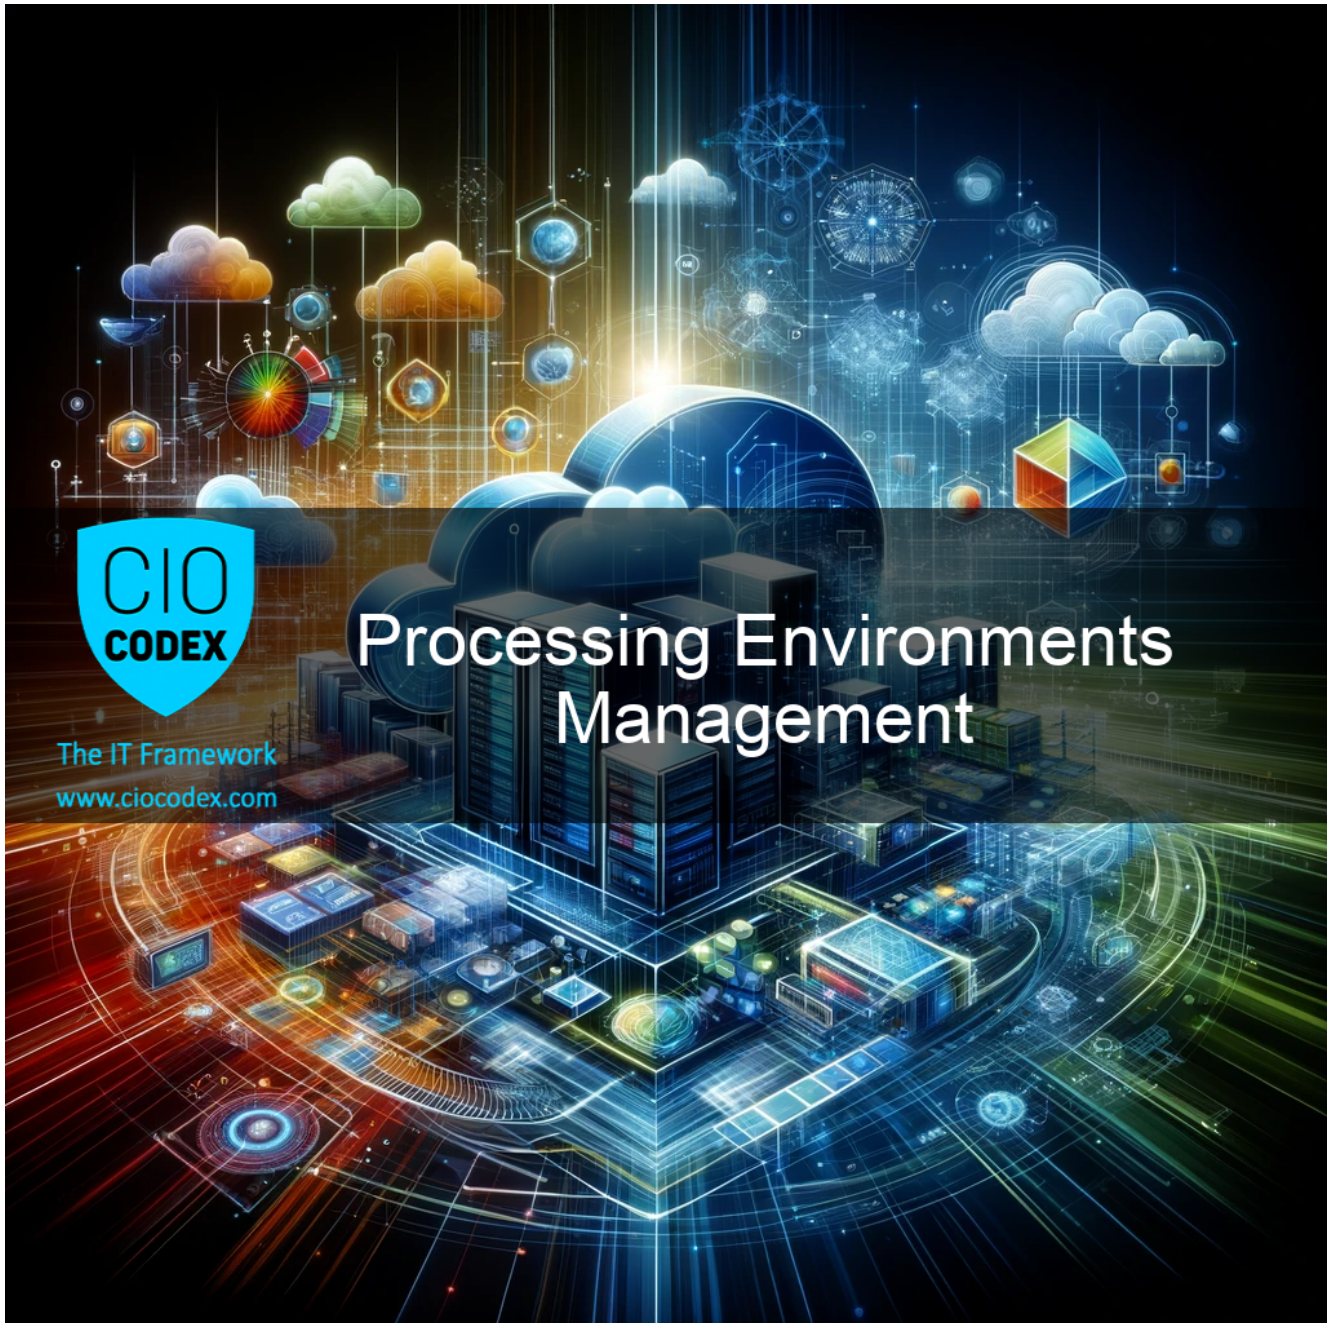 CIO
CODEX
The IT Framework
www.ciocodex.com
Processing Environments
Management